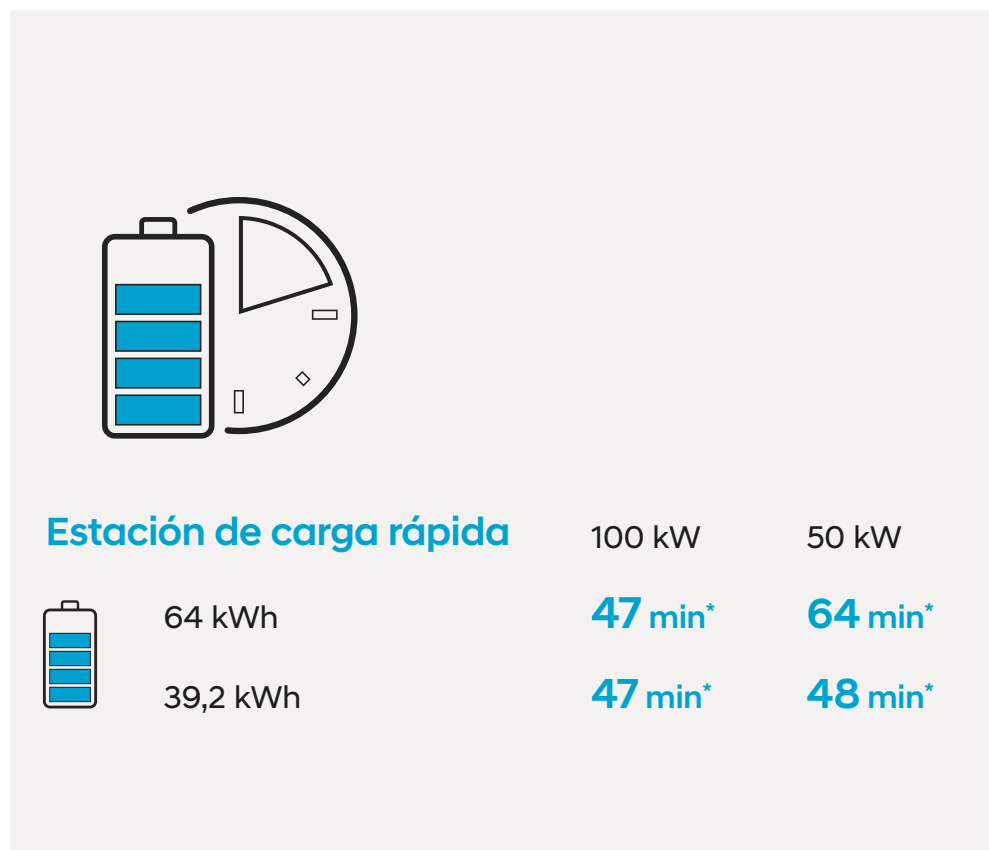 Estación de carga rápida 100 kW 50 kW
64 kWh 47 min* 64 min*
39,2 kWh 47 min* 48 min*